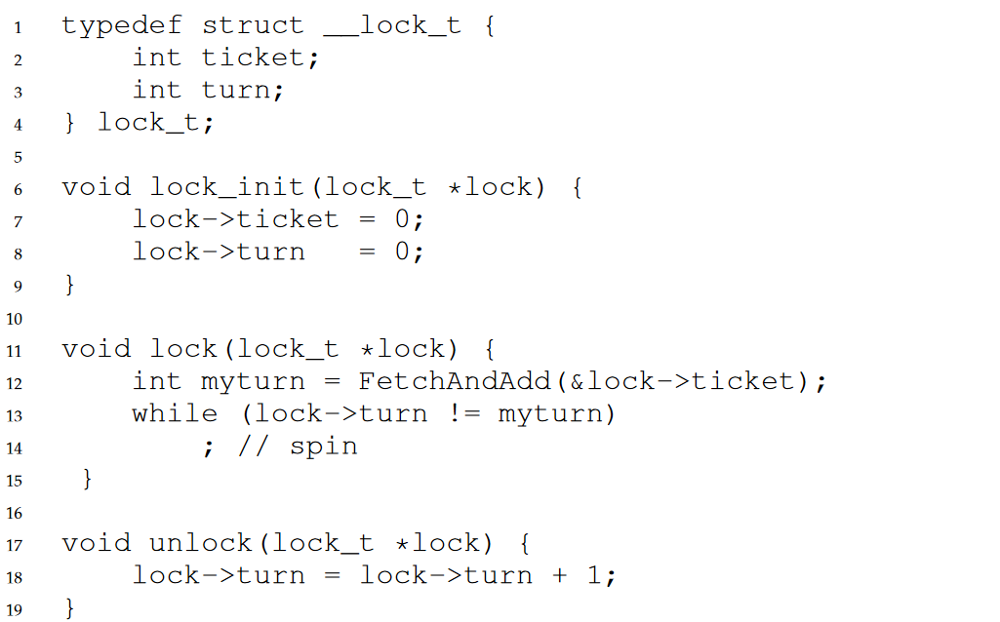 1 typedef struct __lock_t {
2     int ticket;
3     int turn;
4 } lock_t;
5
6 void lock_init(lock_t *lock) {
7     lock->ticket = 0;
8     lock->turn   = 0;
9 }
10
11 void lock(lock_t *lock) {
12     int myturn = FetchAndAdd(&lock->ticket);
13     while (lock->turn != myturn)
14         ; // spin
15  }
16
17 void unlock(lock_t *lock) {
18     lock->turn = lock->turn + 1;
19 }